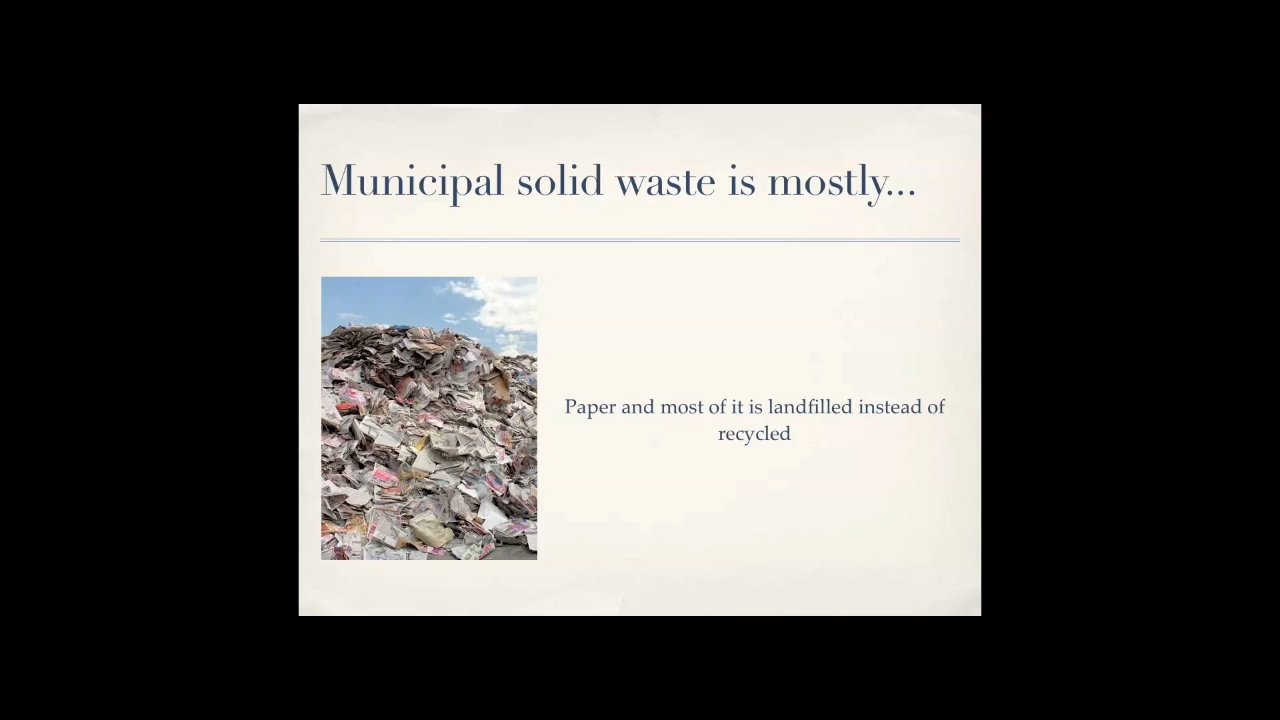 Municipal solid waste is mostly...
Paper and most of it is landfilled instead of
recycled